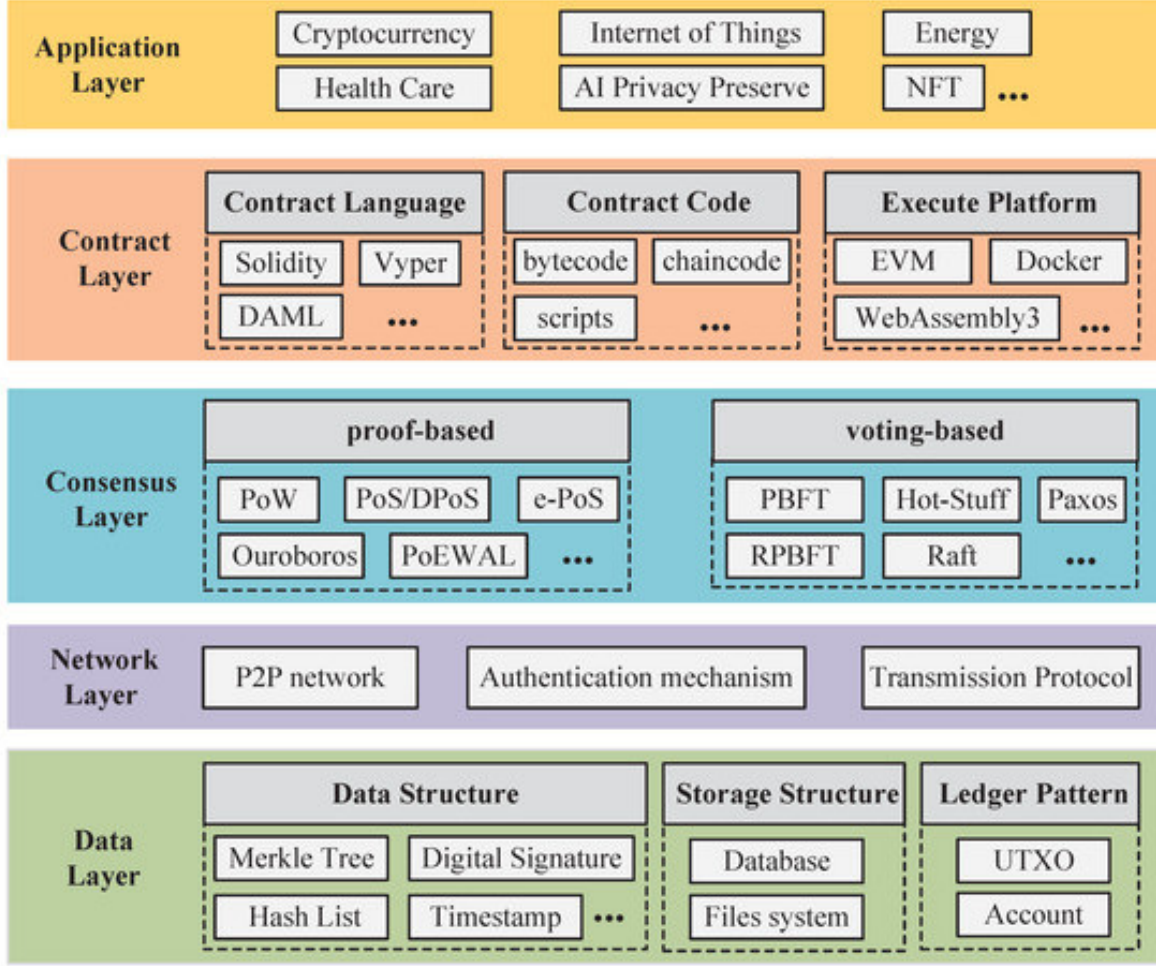 Application Layer
Cryptocurrency
Internet of Things
Energy
Health Care
AI Privacy Preserve
NFT
...
Contract Layer
Contract Language
Contract Code
Execute Platform
Solidity
Vyper
bytecode
chaincode
EVM
Docker
DAML
...
scripts
...
WebAssembly3
...
Consensus Layer
proof-based
voting-based
PoW
PoS/DPoS
e-PoS
PBFT
Hot-Stuff
Paxos
Ouroboros
PoEWAL
...
RPBFT
Raft
...
Network Layer
P2P network
Authentication mechanism
Transmission Protocol
Data Layer
Data Structure
Storage Structure
Ledger Pattern
Merkle Tree
Digital Signature
Database
UTXO
Hash List
Timestamp
...
Files system
Account